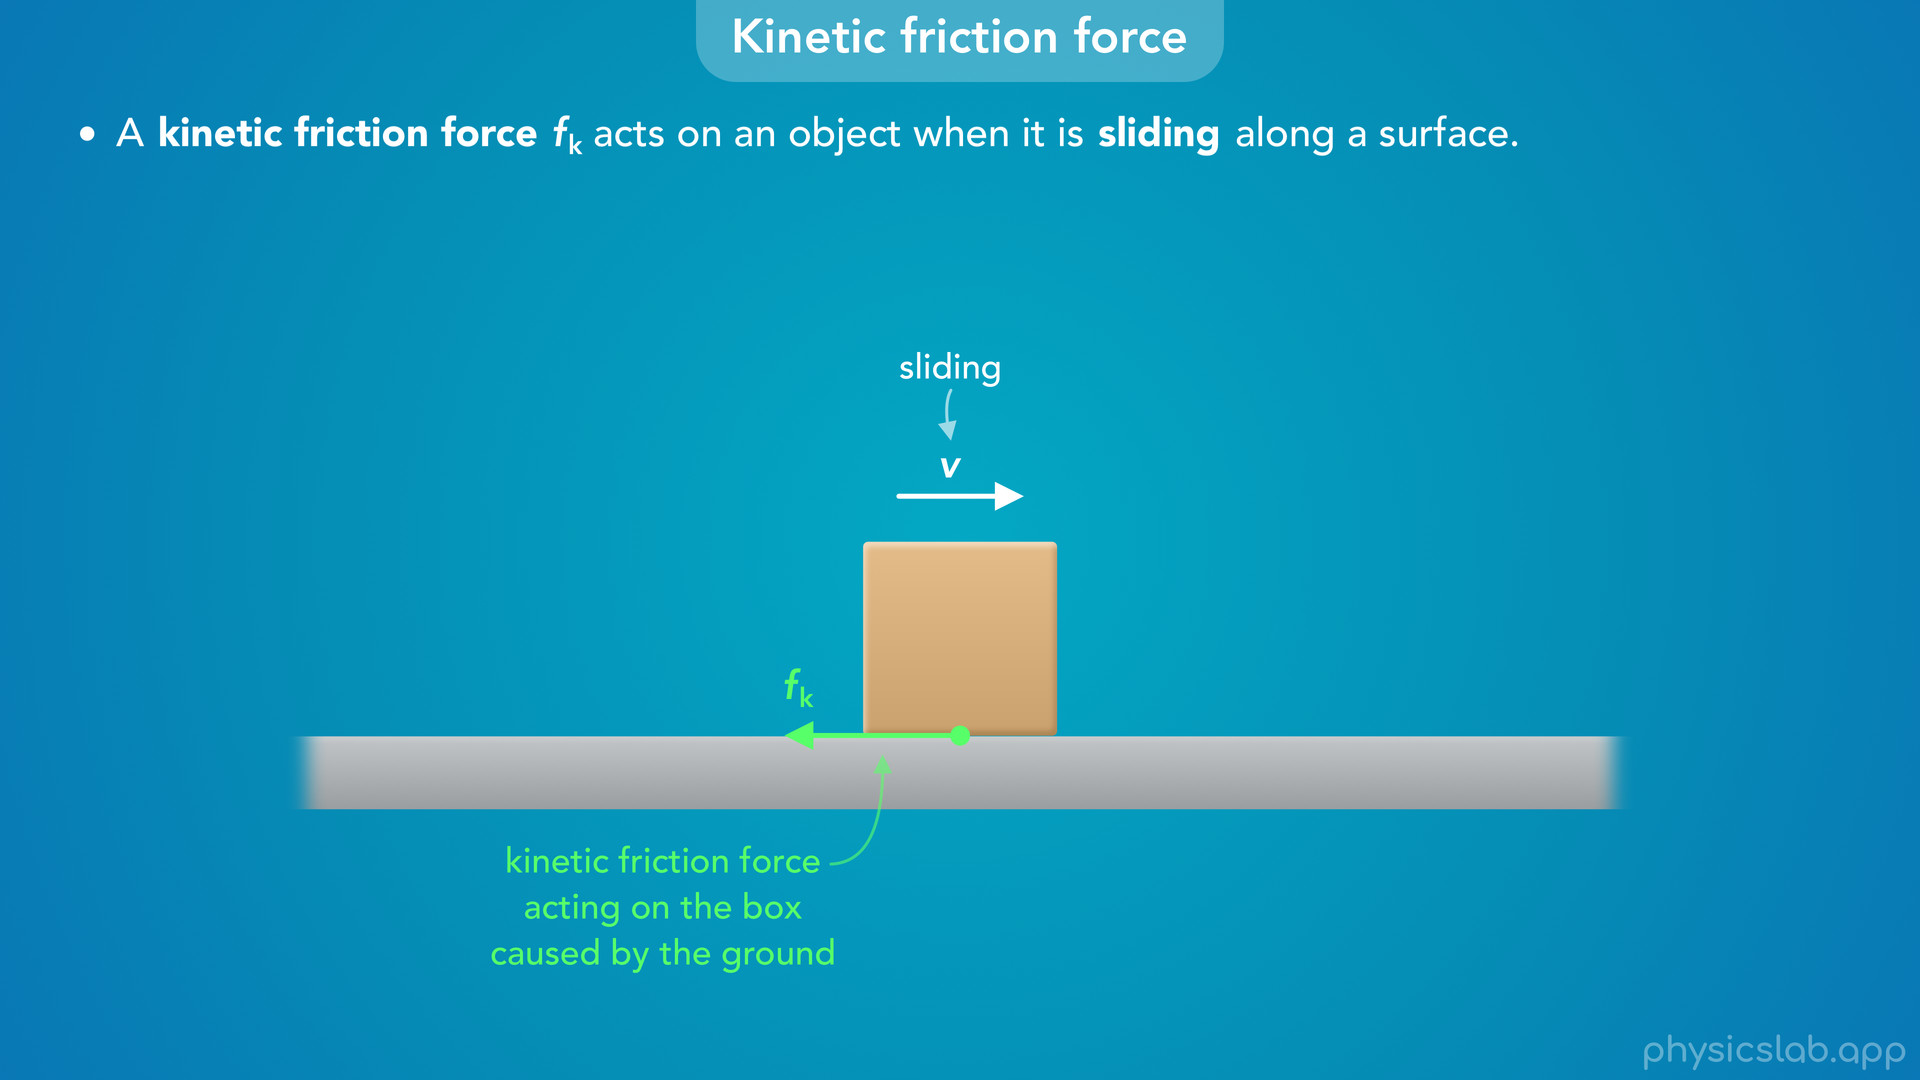 Kinetic friction force
• A kinetic friction force fk acts on an object when it is sliding along a surface.
sliding
v
fk
kinetic friction force
acting on the box
caused by the ground
physicslab.app